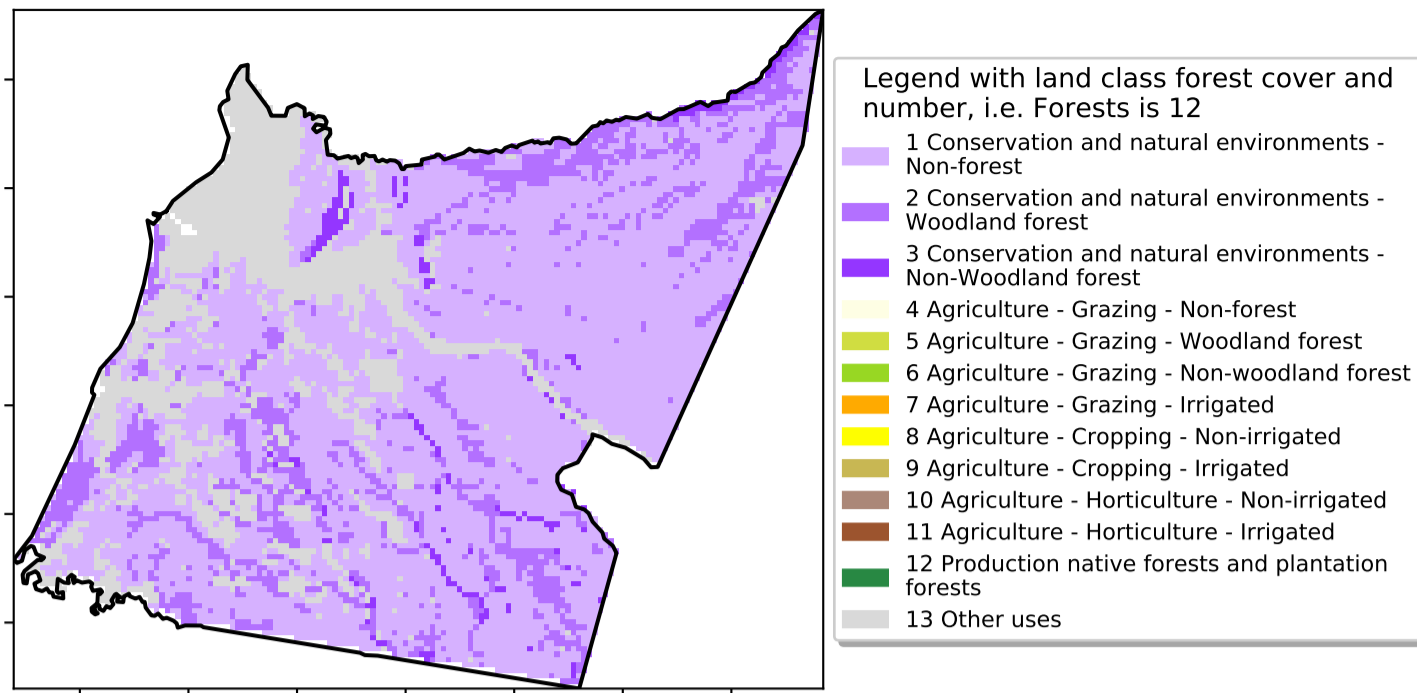 Legend with land class forest cover and
number, i.e. Forests is 12
1 Conservation and natural environments -
Non-forest
2 Conservation and natural environments -
Woodland forest
3 Conservation and natural environments -
Non-Woodland forest
4 Agriculture - Grazing - Non-forest
5 Agriculture - Grazing - Woodland forest
6 Agriculture - Grazing - Non-woodland forest
7 Agriculture - Grazing - Irrigated
8 Agriculture - Cropping - Non-irrigated
9 Agriculture - Cropping - Irrigated
10 Agriculture - Horticulture - Non-irrigated
11 Agriculture - Horticulture - Irrigated
12 Production native forests and plantation
forests
13 Other uses